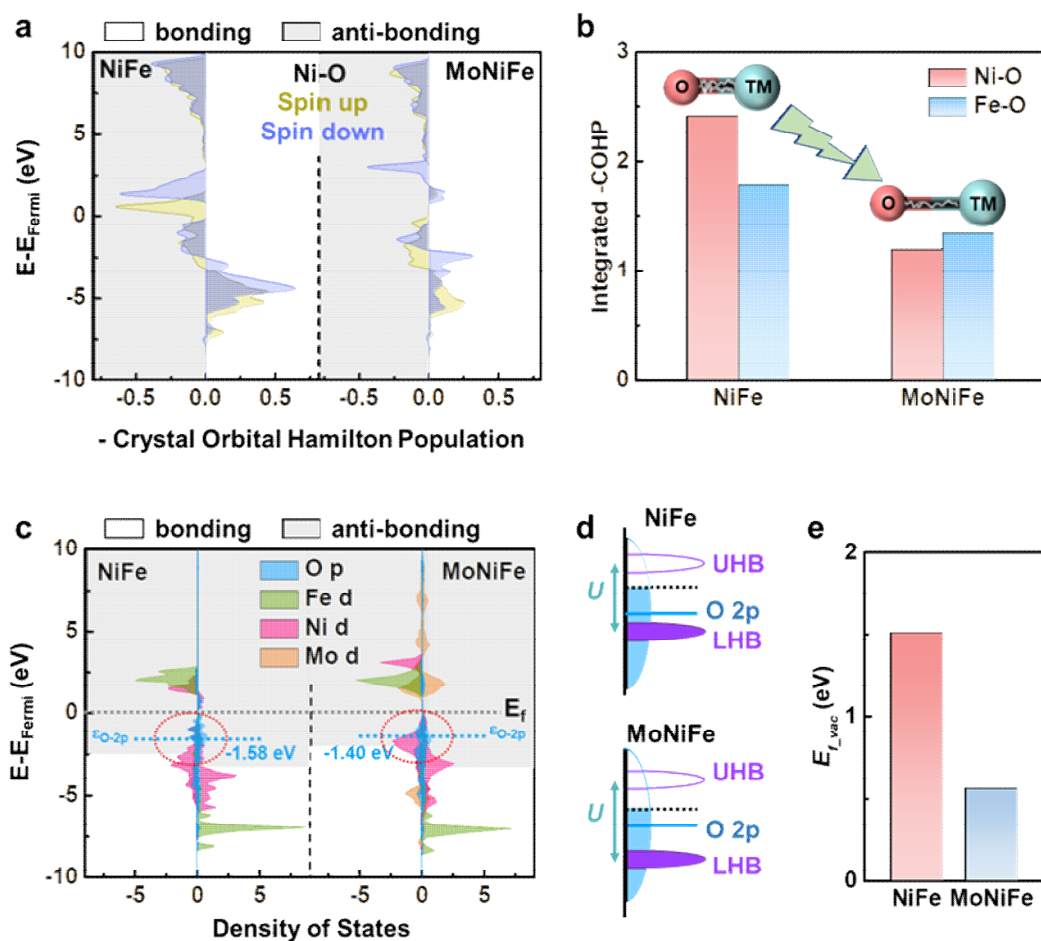 a
bonding
anti-bonding
NiFe
Ni-O
MoNiFe
Spin up
Spin down
10
5
0
-5
-10
E-EFermi (eV)
-0.5
0.0
0.5
-0.5
0.0
0.5
- Crystal Orbital Hamilton Population
b
3
2
1
0
Integrated -COHP
Ni-O
Fe-O
O
TM
O
TM
NiFe
MoNiFe
c
bonding
anti-bonding
NiFe
MoNiFe
O p
Fe d
Ni d
Mo d
10
5
0
-5
-10
E-EFermi (eV)
Ef
εO-2p
-1.58 eV
-1.40 eV
εO-2p
-5
0
5
-5
0
5
Density of States
d
NiFe
UHB
U
O 2p
LHB
MoNiFe
UHB
U
O 2p
LHB
e
2
1
0
Ef_vac (eV)
NiFe
MoNiFe